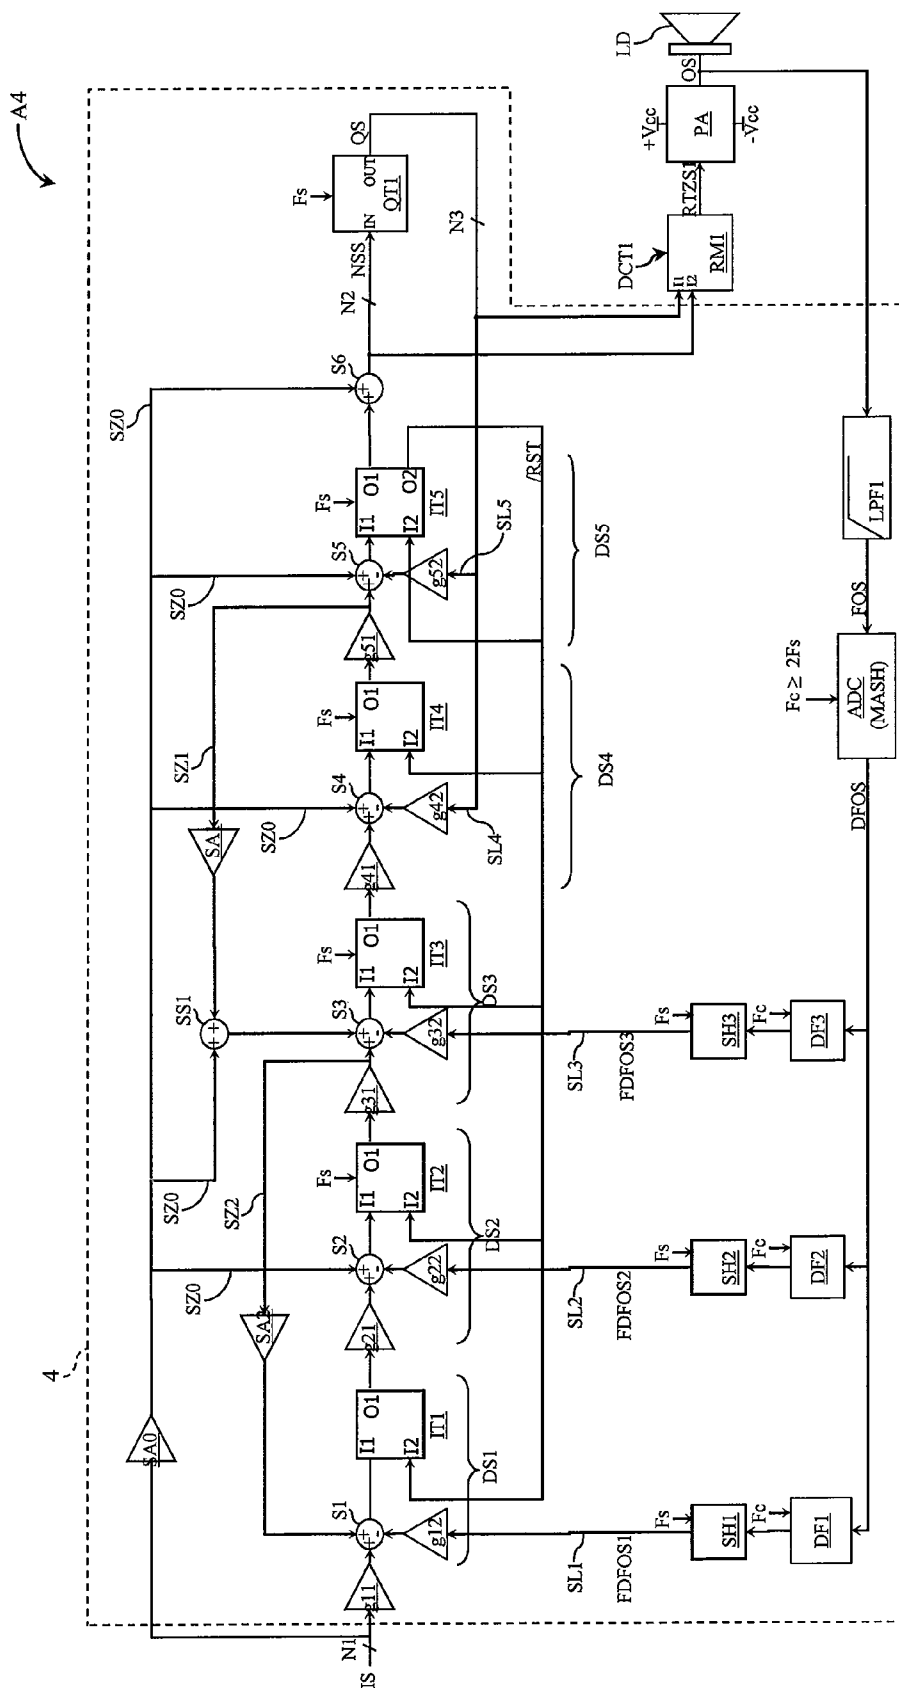 A4
4
IS
N1
SA0
SZ0
SZ0
SZ0
SZ0
SZ0
SZ1
SZ2
SS1
SA2
g11
S1
I1
O1
I2
IT1
g12
DS1
g21
S2
Fs
I1
O1
I2
IT2
g22
DS2
g31
S3
Fs
I1
O1
I2
IT3
g32
DS3
g41
S4
Fs
I1
O1
I2
IT4
g42
SL4
DS4
g51
S5
Fs
I1
O1
I2
O2
IT5
g52
SL5
DS5
/RST
S6
N2
NSS
Fs
IN
OUT
QT1
QS
N3
DCT1
I1
I2
RM1
RTZS1
+Vcc
PA
-Vcc
OS
LD
LPF1
FOS
Fc ≥ 2Fs
ADC
(MASH)
DFOS
SL1
FDFOS1
Fs
SH1
Fc
DF1
SL2
FDFOS2
Fs
SH2
Fc
DF2
SL3
FDFOS3
Fs
SH3
Fc
DF3